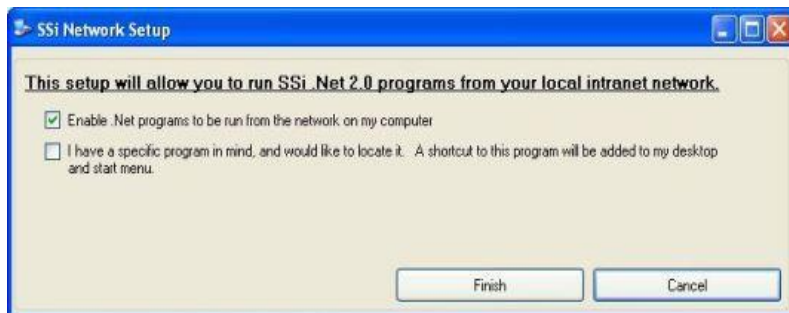 SSi Network Setup
This setup will allow you to run SSi .Net 2.0 programs from your local intranet network.
Enable .Net programs to be run from the network on my computer
I have a specific program in mind, and would like to locate it. A shortcut to this program will be added to my desktop
and start menu.
Finish Cancel